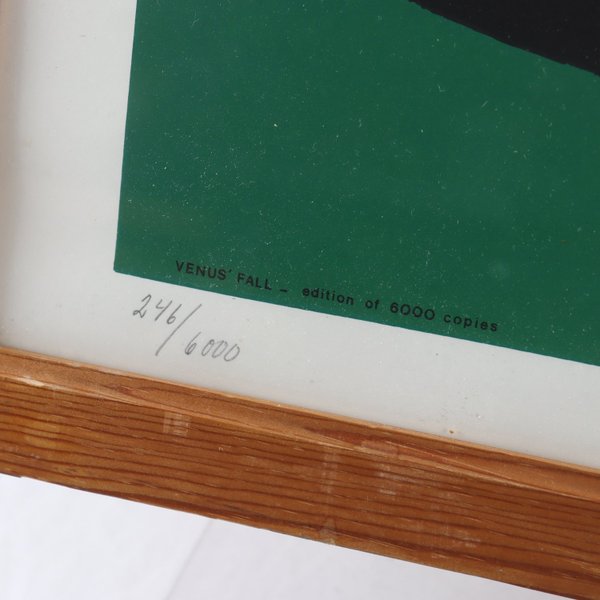 VENUS' FALL – edition of 6000 copies
246/6000